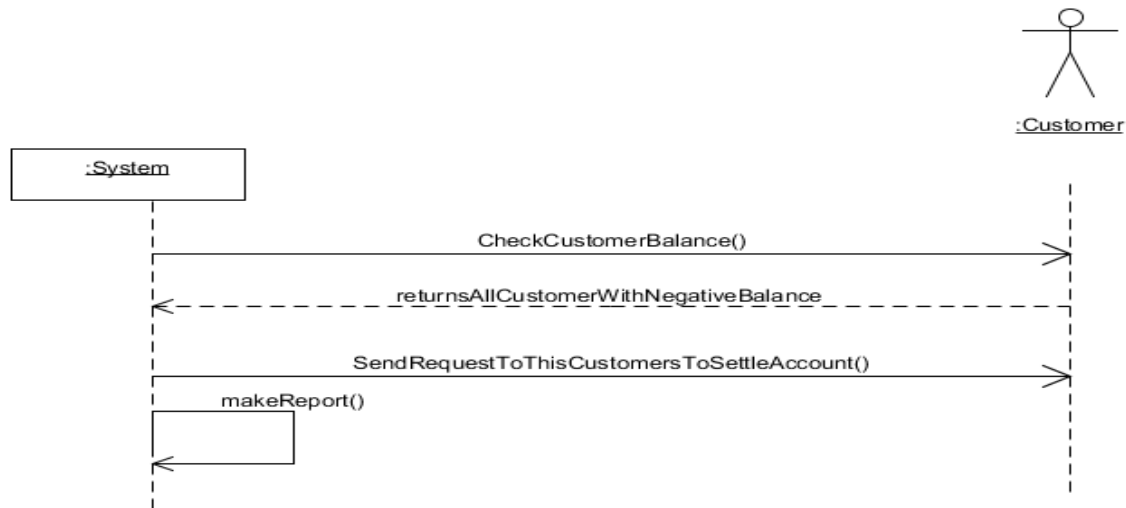 :Customer
:System
CheckCustomerBalance()
returnsAllCustomerWithNegativeBalance
SendRequestToThisCustomersToSettleAccount()
makeReport()